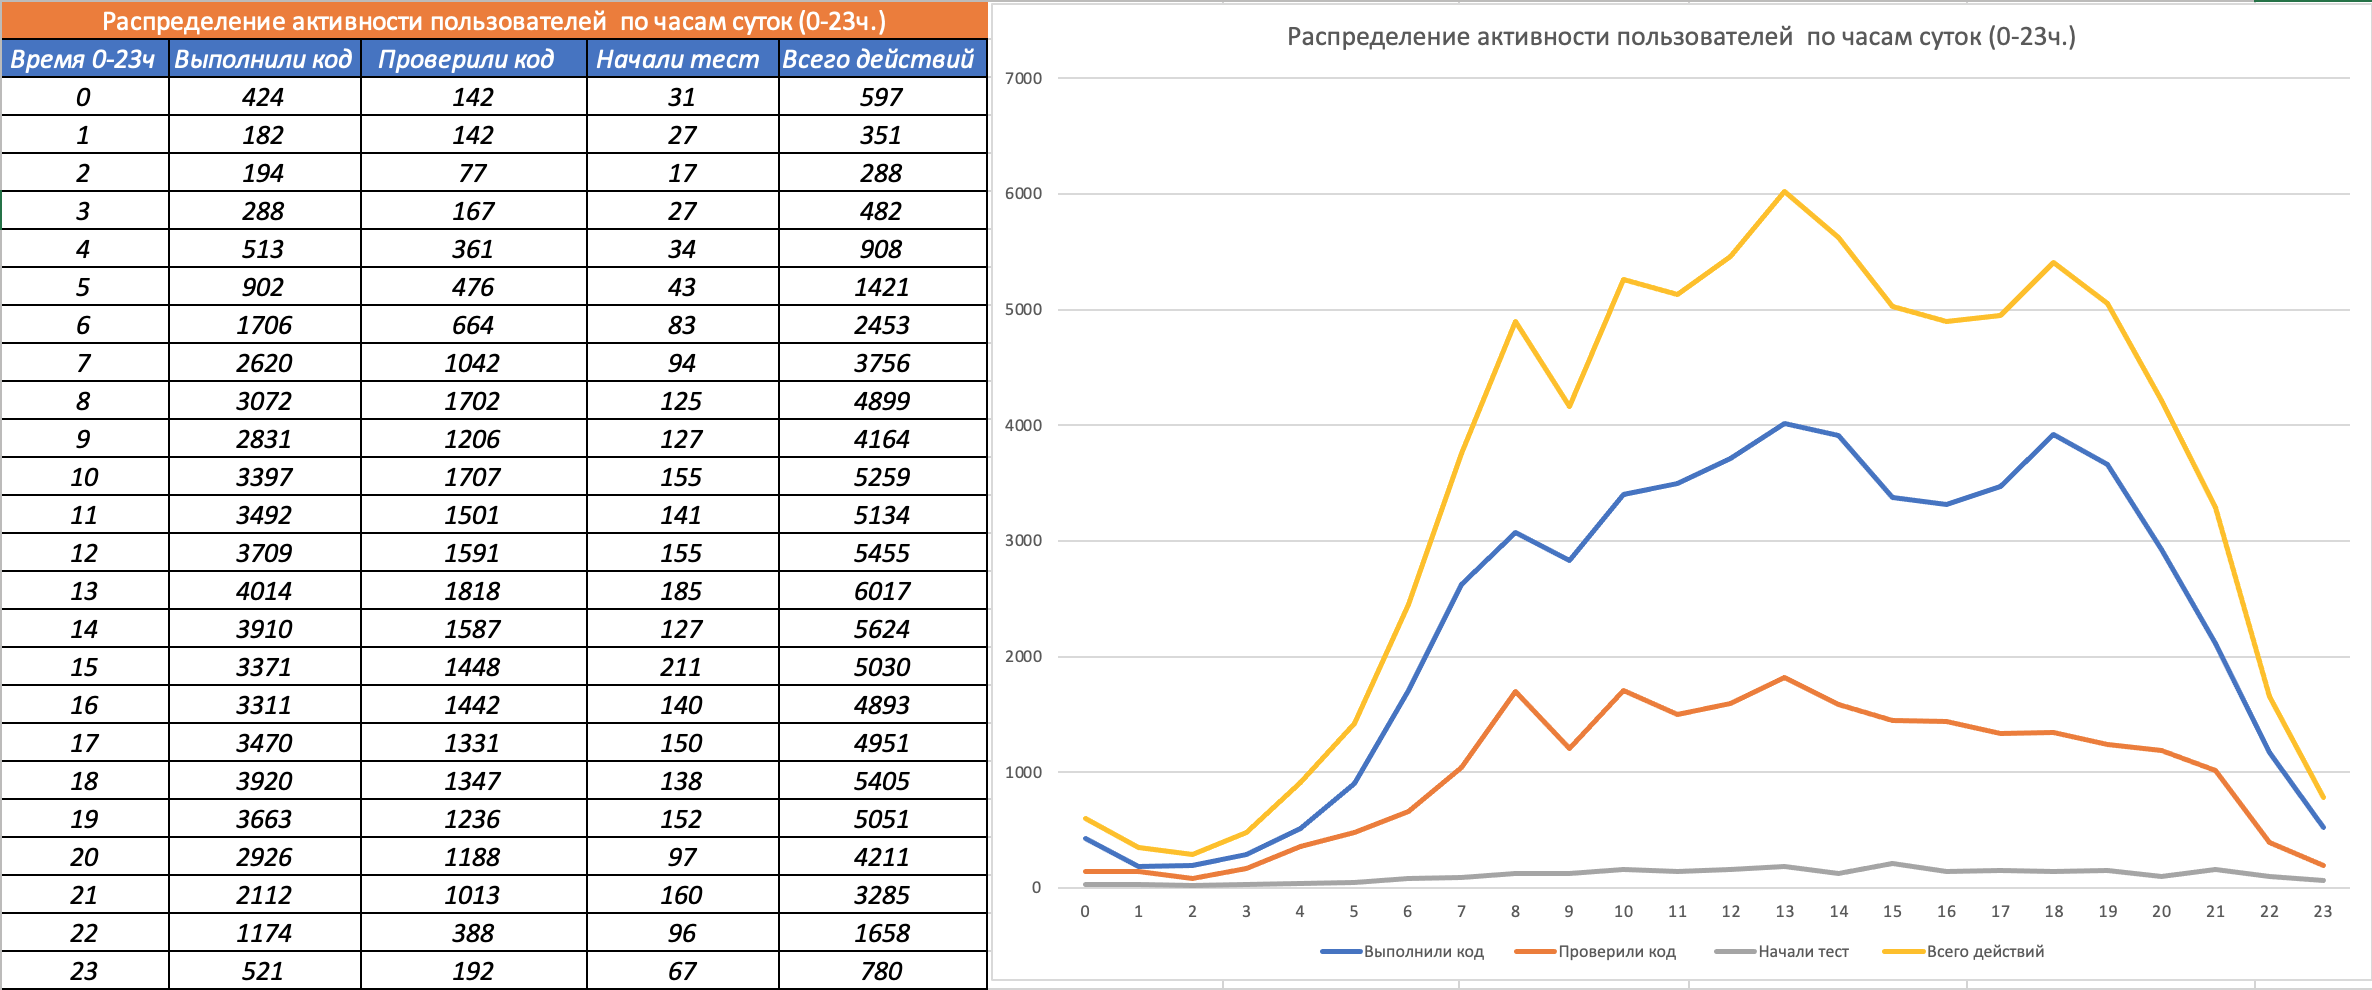 Распределение активности пользователей  по часам суток (0-23ч.)
Время 0-23ч Выполнили код Проверили код Начали тест Всего действий
0 424 142 31 597
1 182 142 27 351
2 194 77 17 288
3 288 167 27 482
4 513 361 34 908
5 902 476 43 1421
6 1706 664 83 2453
7 2620 1042 94 3756
8 3072 1702 125 4899
9 2831 1206 127 4164
10 3397 1707 155 5259
11 3492 1501 141 5134
12 3709 1591 155 5455
13 4014 1818 185 6017
14 3910 1587 127 5624
15 3371 1448 211 5030
16 3311 1442 140 4893
17 3470 1331 150 4951
18 3920 1347 138 5405
19 3663 1236 152 5051
20 2926 1188 97 4211
21 2112 1013 160 3285
22 1174 388 96 1658
23 521 192 67 780
Распределение активности пользователей  по часам суток (0-23ч.)
7000
6000
5000
4000
3000
2000
1000
0
0 1 2 3 4 5 6 7 8 9 10 11 12 13 14 15 16 17 18 19 20 21 22 23
Выполнили код Проверили код Начали тест Всего действий